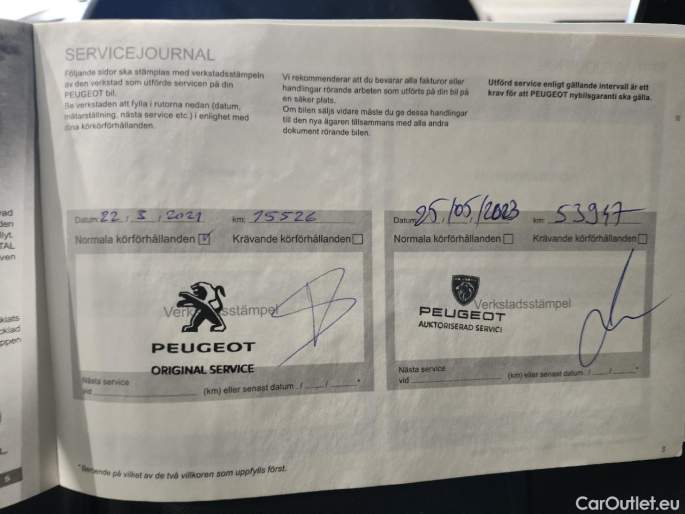 SERVICEJOURNAL
Följande sidor ska stämplas med verkstadsstämpeln
av den verkstad som utförde servicen på din
PEUGEOT bil.
Be verkstaden att fylla i rutorna nedan (datum,
mätarställning, nästa service etc.) i enlighet med
dina körförhållanden.
Vi rekommenderar att du bevarar alla fakturor eller
handlingar rörande arbeten som utförts på din bil på
en säker plats.
Om bilen säljs vidare måste du ge dessa handlingar
till den nya ägaren tillsammans med alla andra
dokument rörande bilen.
Utförd service enligt gällande intervall är ett
krav för att PEUGEOT nybilsgaranti ska gälla.
Datum: 22, 3, 2021 km: 15526
Normala körförhållanden Krävande körförhållanden
Verkstadsstämpel
PEUGEOT
ORIGINAL SERVICE
Nästa service
vid (km) eller senast datum / / *
Datum 25/05/2023 km: 53947
Normala körförhållanden Krävande körförhållanden
Verkstadsstämpel
PEUGEOT
AUKTORISERAD SERVICE
Nästa service
vid (km) eller senast datum / / *
*Beroende på vilket av de två villkoren som uppfylls först.
5
CarOutlet.eu